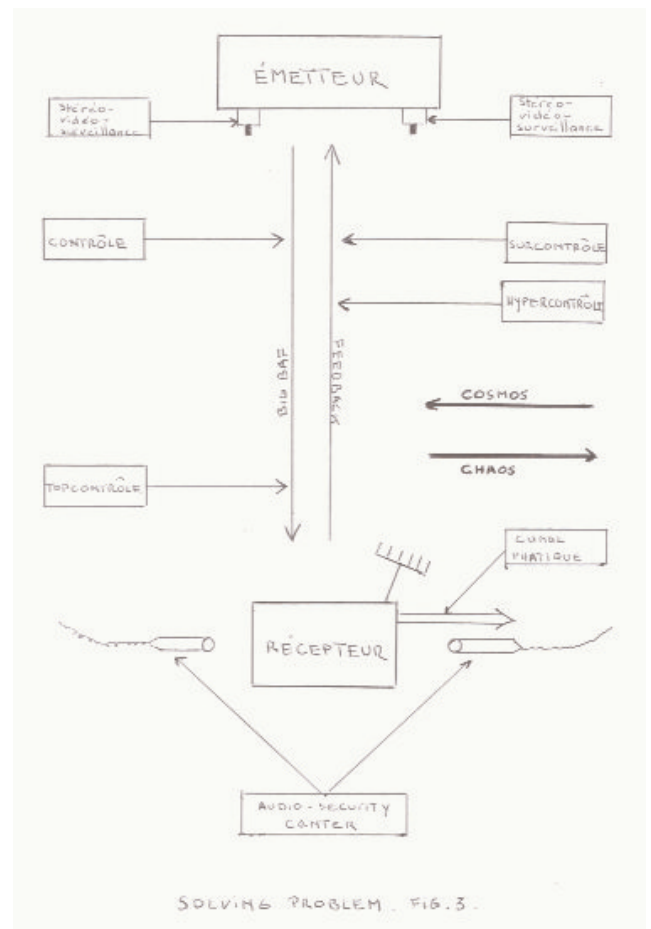 ÉMETTEUR
Stéréo-
vidéo-
surveillance
Stéréo-
vidéo-
surveillance
CONTRÔLE
SURCONTRÔLE
HYPERCONTRÔLE
BIG BAF
FEEDBACK
COSMOS
CHAOS
TOPCONTRÔLE
PHATIQUE
RÉCEPTEUR
AUDIO-SECURITY
CENTER
SOLVING PROBLEM. FIG.3.